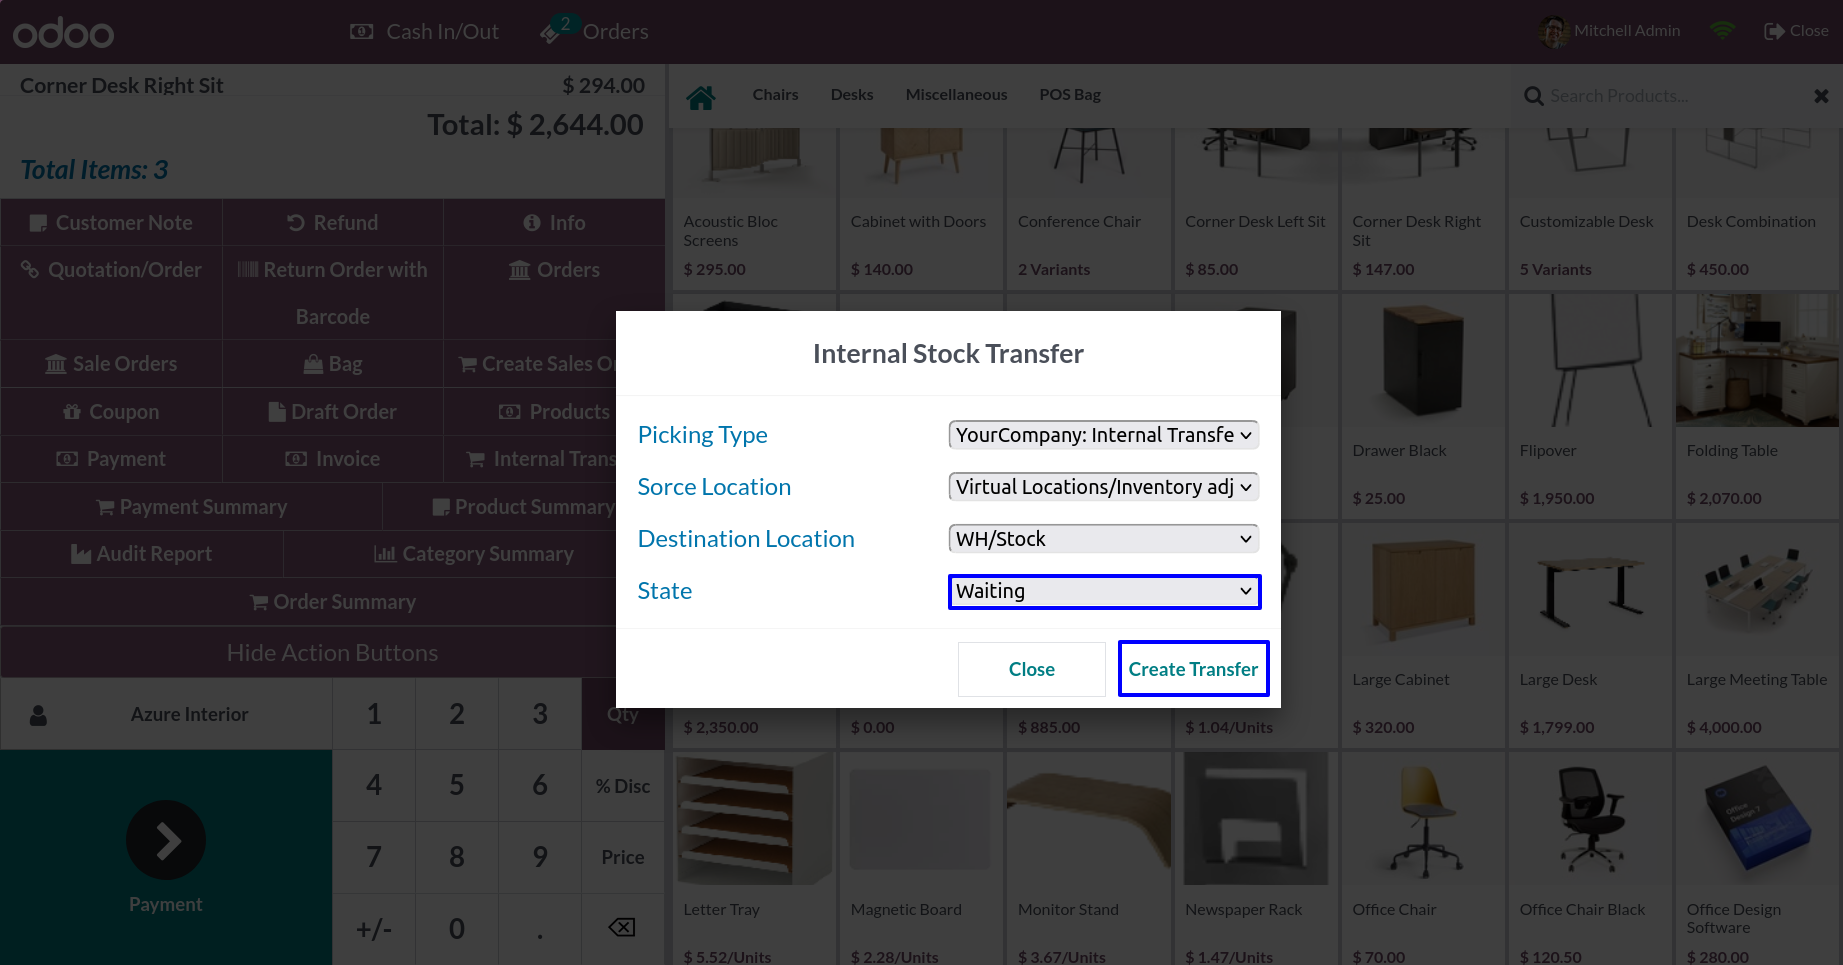 odoo
Cash In/Out
2
Orders
Mitchell Admin
Close
Corner Desk Right Sit
$ 294.00
Total: $ 2,644.00
Total Items: 3
Customer Note
Refund
Info
Quotation/Order
Return Order with
Barcode
Orders
Sale Orders
Bag
Create Sales O
Coupon
Draft Order
Products
Payment
Invoice
Internal Trans
Payment Summary
Product Summary
Audit Report
Category Summary
Order Summary
Hide Action Buttons
Azure Interior
1
2
3
Qty
4
5
6
% Disc
7
8
9
Price
+/-
0
.
Payment
Chairs
Desks
Miscellaneous
POS Bag
Search Products...
Acoustic Bloc
Screens
$ 295.00
Cabinet with Doors
$ 140.00
Conference Chair
2 Variants
Corner Desk Left Sit
$ 85.00
Corner Desk Right
Sit
$ 147.00
Customizable Desk
5 Variants
Desk Combination
$ 450.00
Drawer Black
$ 25.00
Flipover
$ 1,950.00
Folding Table
$ 2,070.00
$ 2,350.00
$ 0.00
$ 885.00
$ 1.04/Units
Large Cabinet
$ 320.00
Large Desk
$ 1,799.00
Large Meeting Table
$ 4,000.00
Letter Tray
$ 5.52/Units
Magnetic Board
$ 2.28/Units
Monitor Stand
$ 3.67/Units
Newspaper Rack
$ 1.47/Units
Office Chair
$ 70.00
Office Chair Black
$ 120.50
Office
Design 7
Office Design
Software
$ 280.00
Internal Stock Transfer
Picking Type
YourCompany: Internal Transfe
Sorce Location
Virtual Locations/Inventory adj
Destination Location
WH/Stock
State
Waiting
Close
Create Transfer